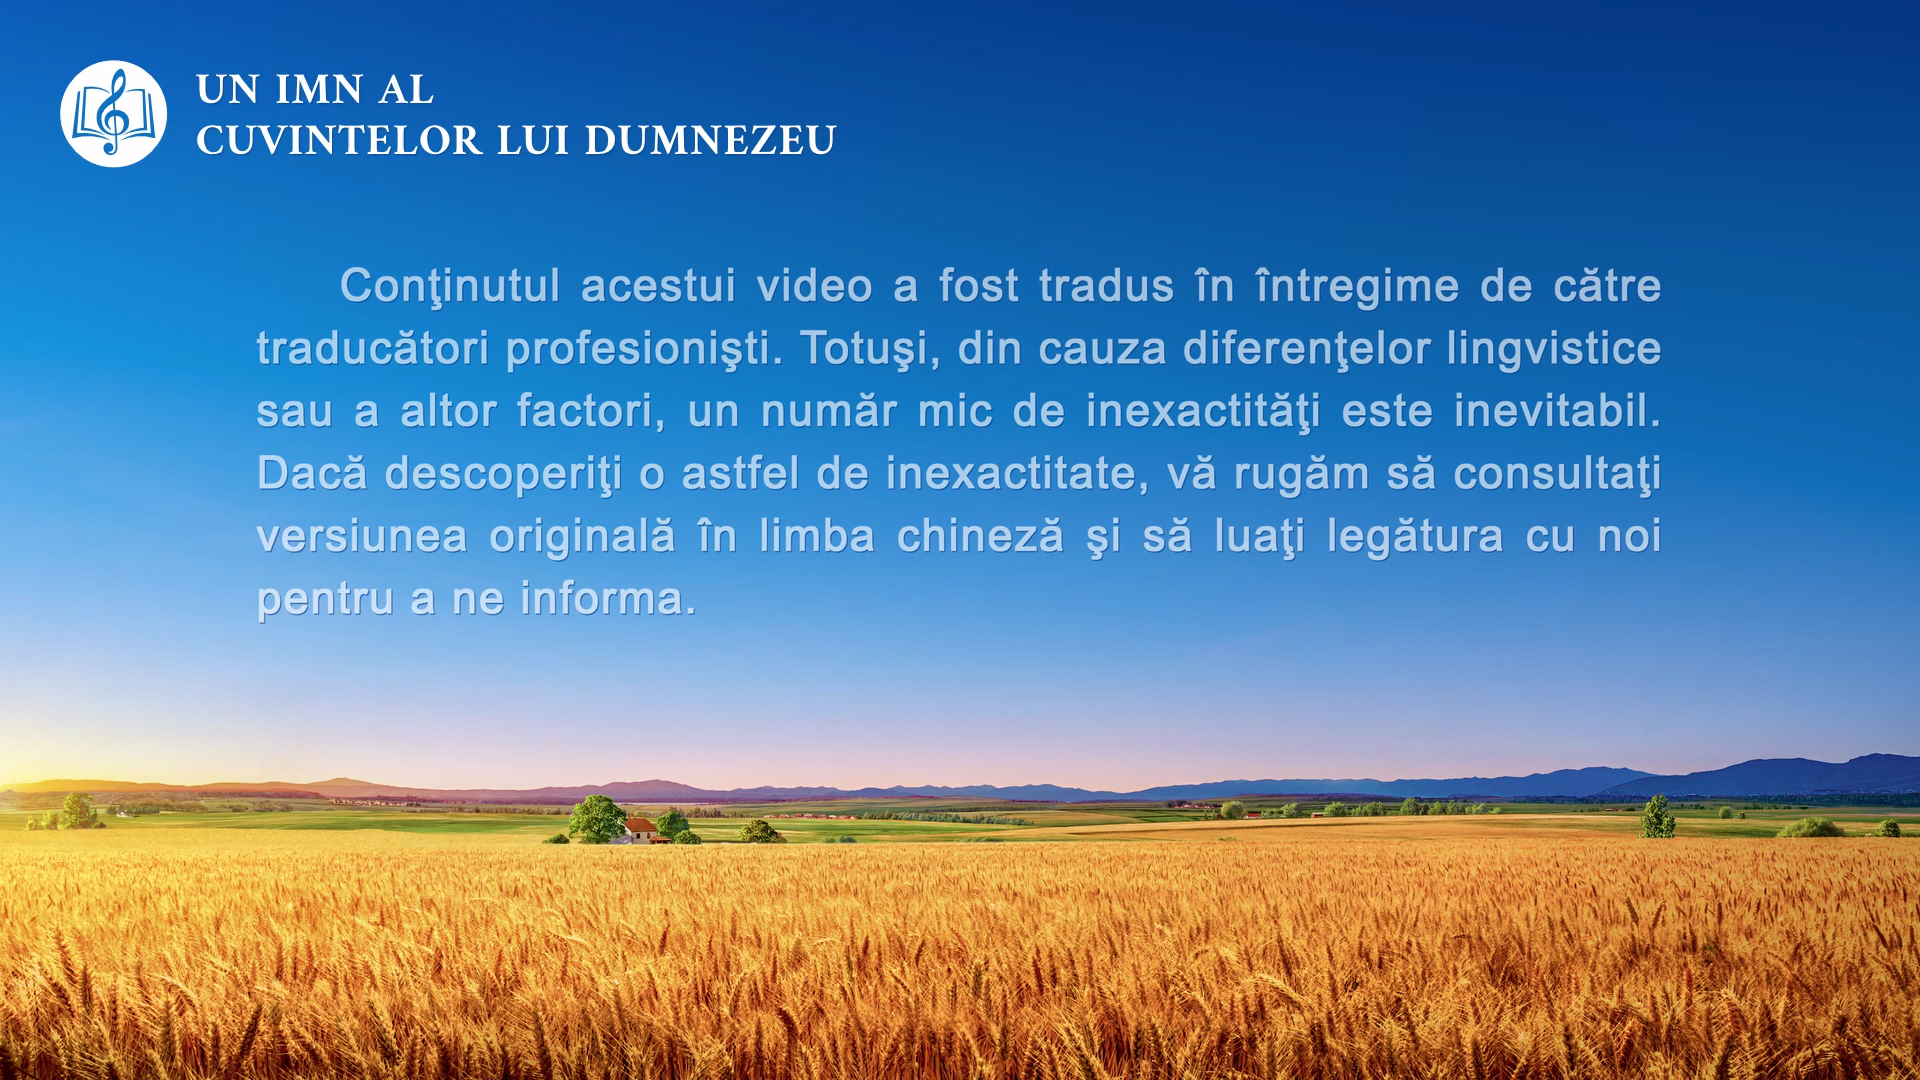 UN IMN AL
CUVINTELOR LUI DUMNEZEU
Conţinutul acestui video a fost tradus în întregime de către
traducători profesionişti. Totuşi, din cauza diferenţelor lingvistice
sau a altor factori, un număr mic de inexactităţi este inevitabil.
Dacă descoperiţi o astfel de inexactitate, vă rugăm să consultaţi
versiunea originală în limba chineză şi să luaţi legătura cu noi
pentru a ne informa.